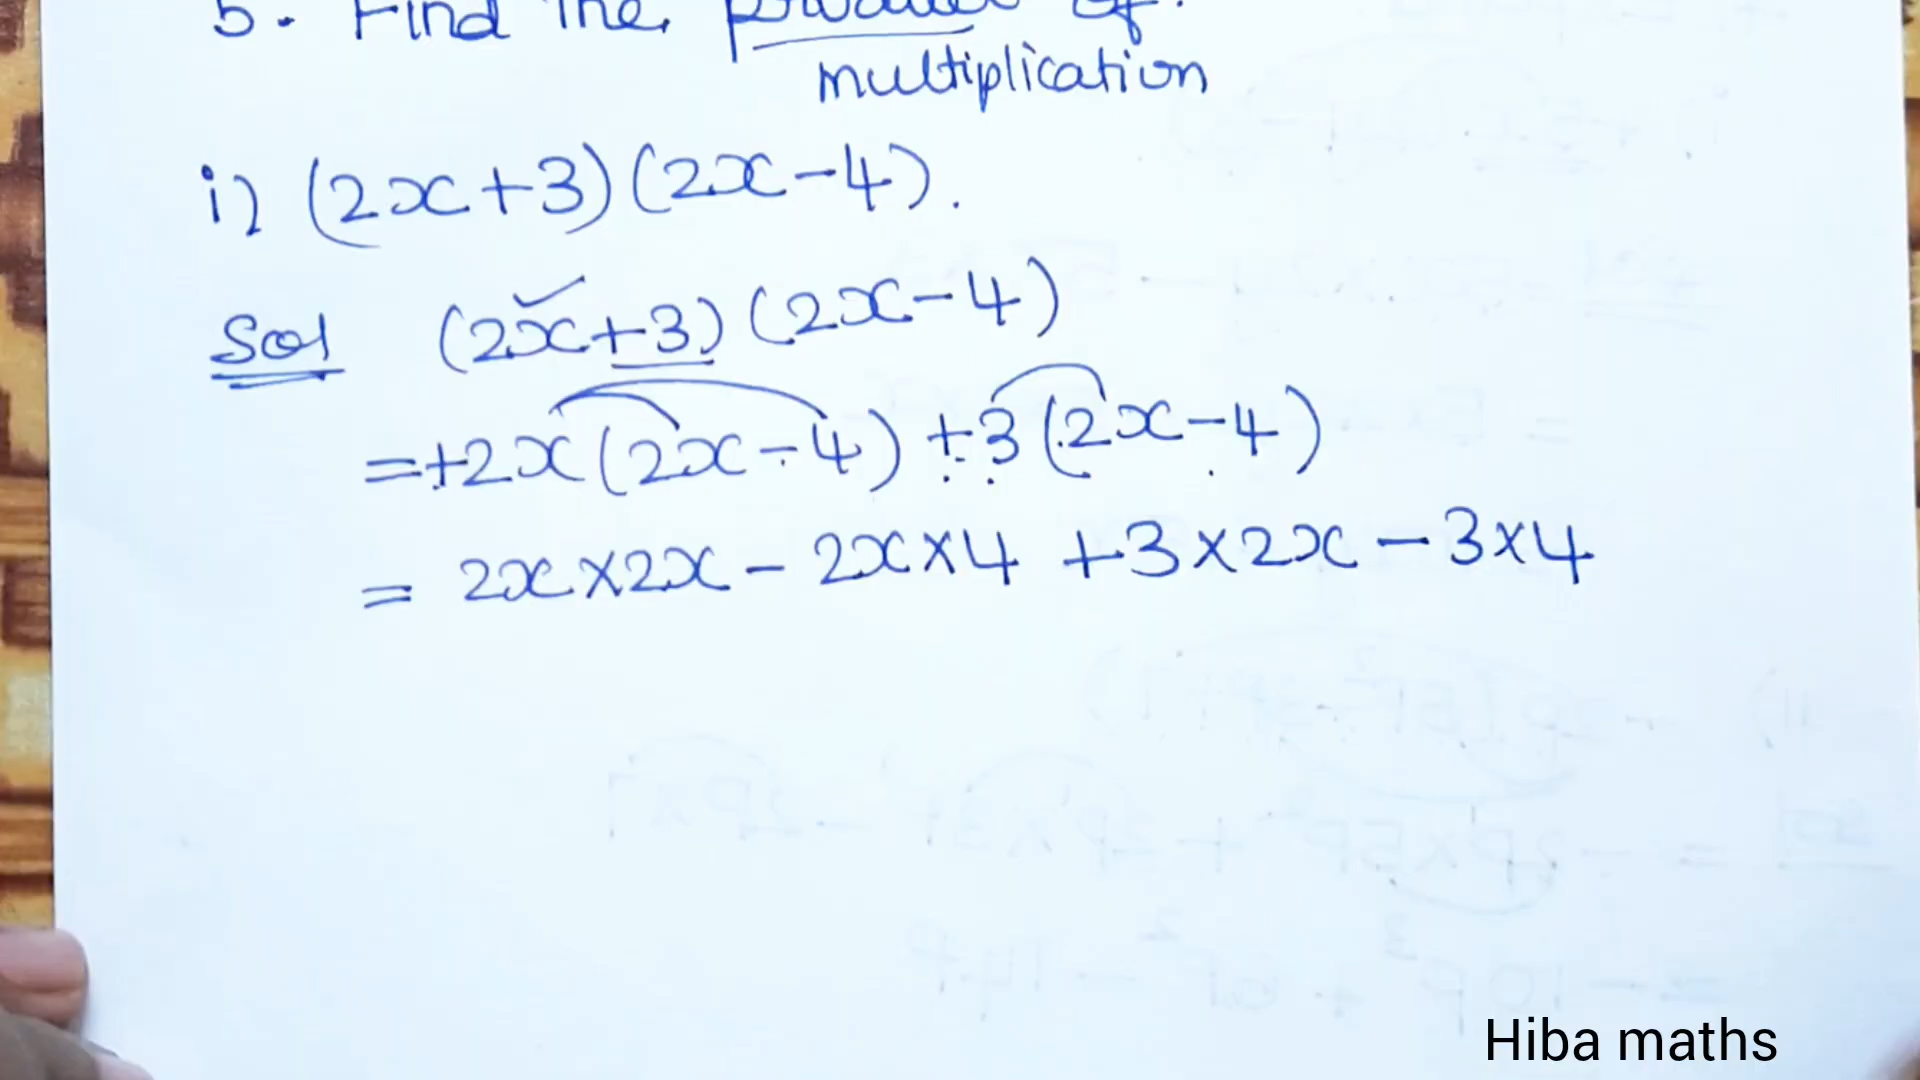 5. Find the product of.
multiplication
i) (2x+3)(2x-4).
Sol (2x+3)(2x-4)
=+2x(2x-4)+3(2x-4)
= 2x×2x - 2x×4 +3×2x - 3×4
Hiba maths